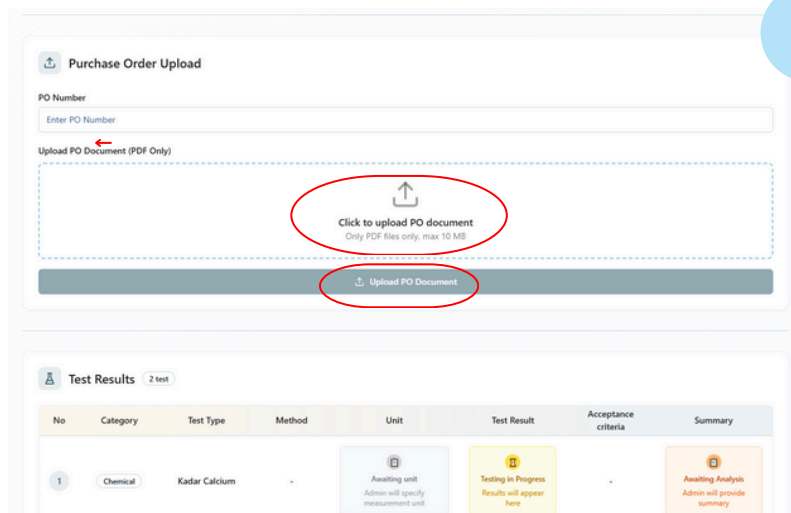 Purchase Order Upload
PO Number
Enter PO Number
Upload PO Document (PDF Only)
Click to upload PO document
Only PDF files only, max 10 MB
Upload PO Document
Test Results 2 test
No Category Test Type Method Unit Test Result Acceptance criteria Summary
1 Chemical Kadar Calcium - Awaiting unit Testing in Progress - Awaiting Analysis
Admin will specify Results will appear Admin will provide
measurement unit here summary